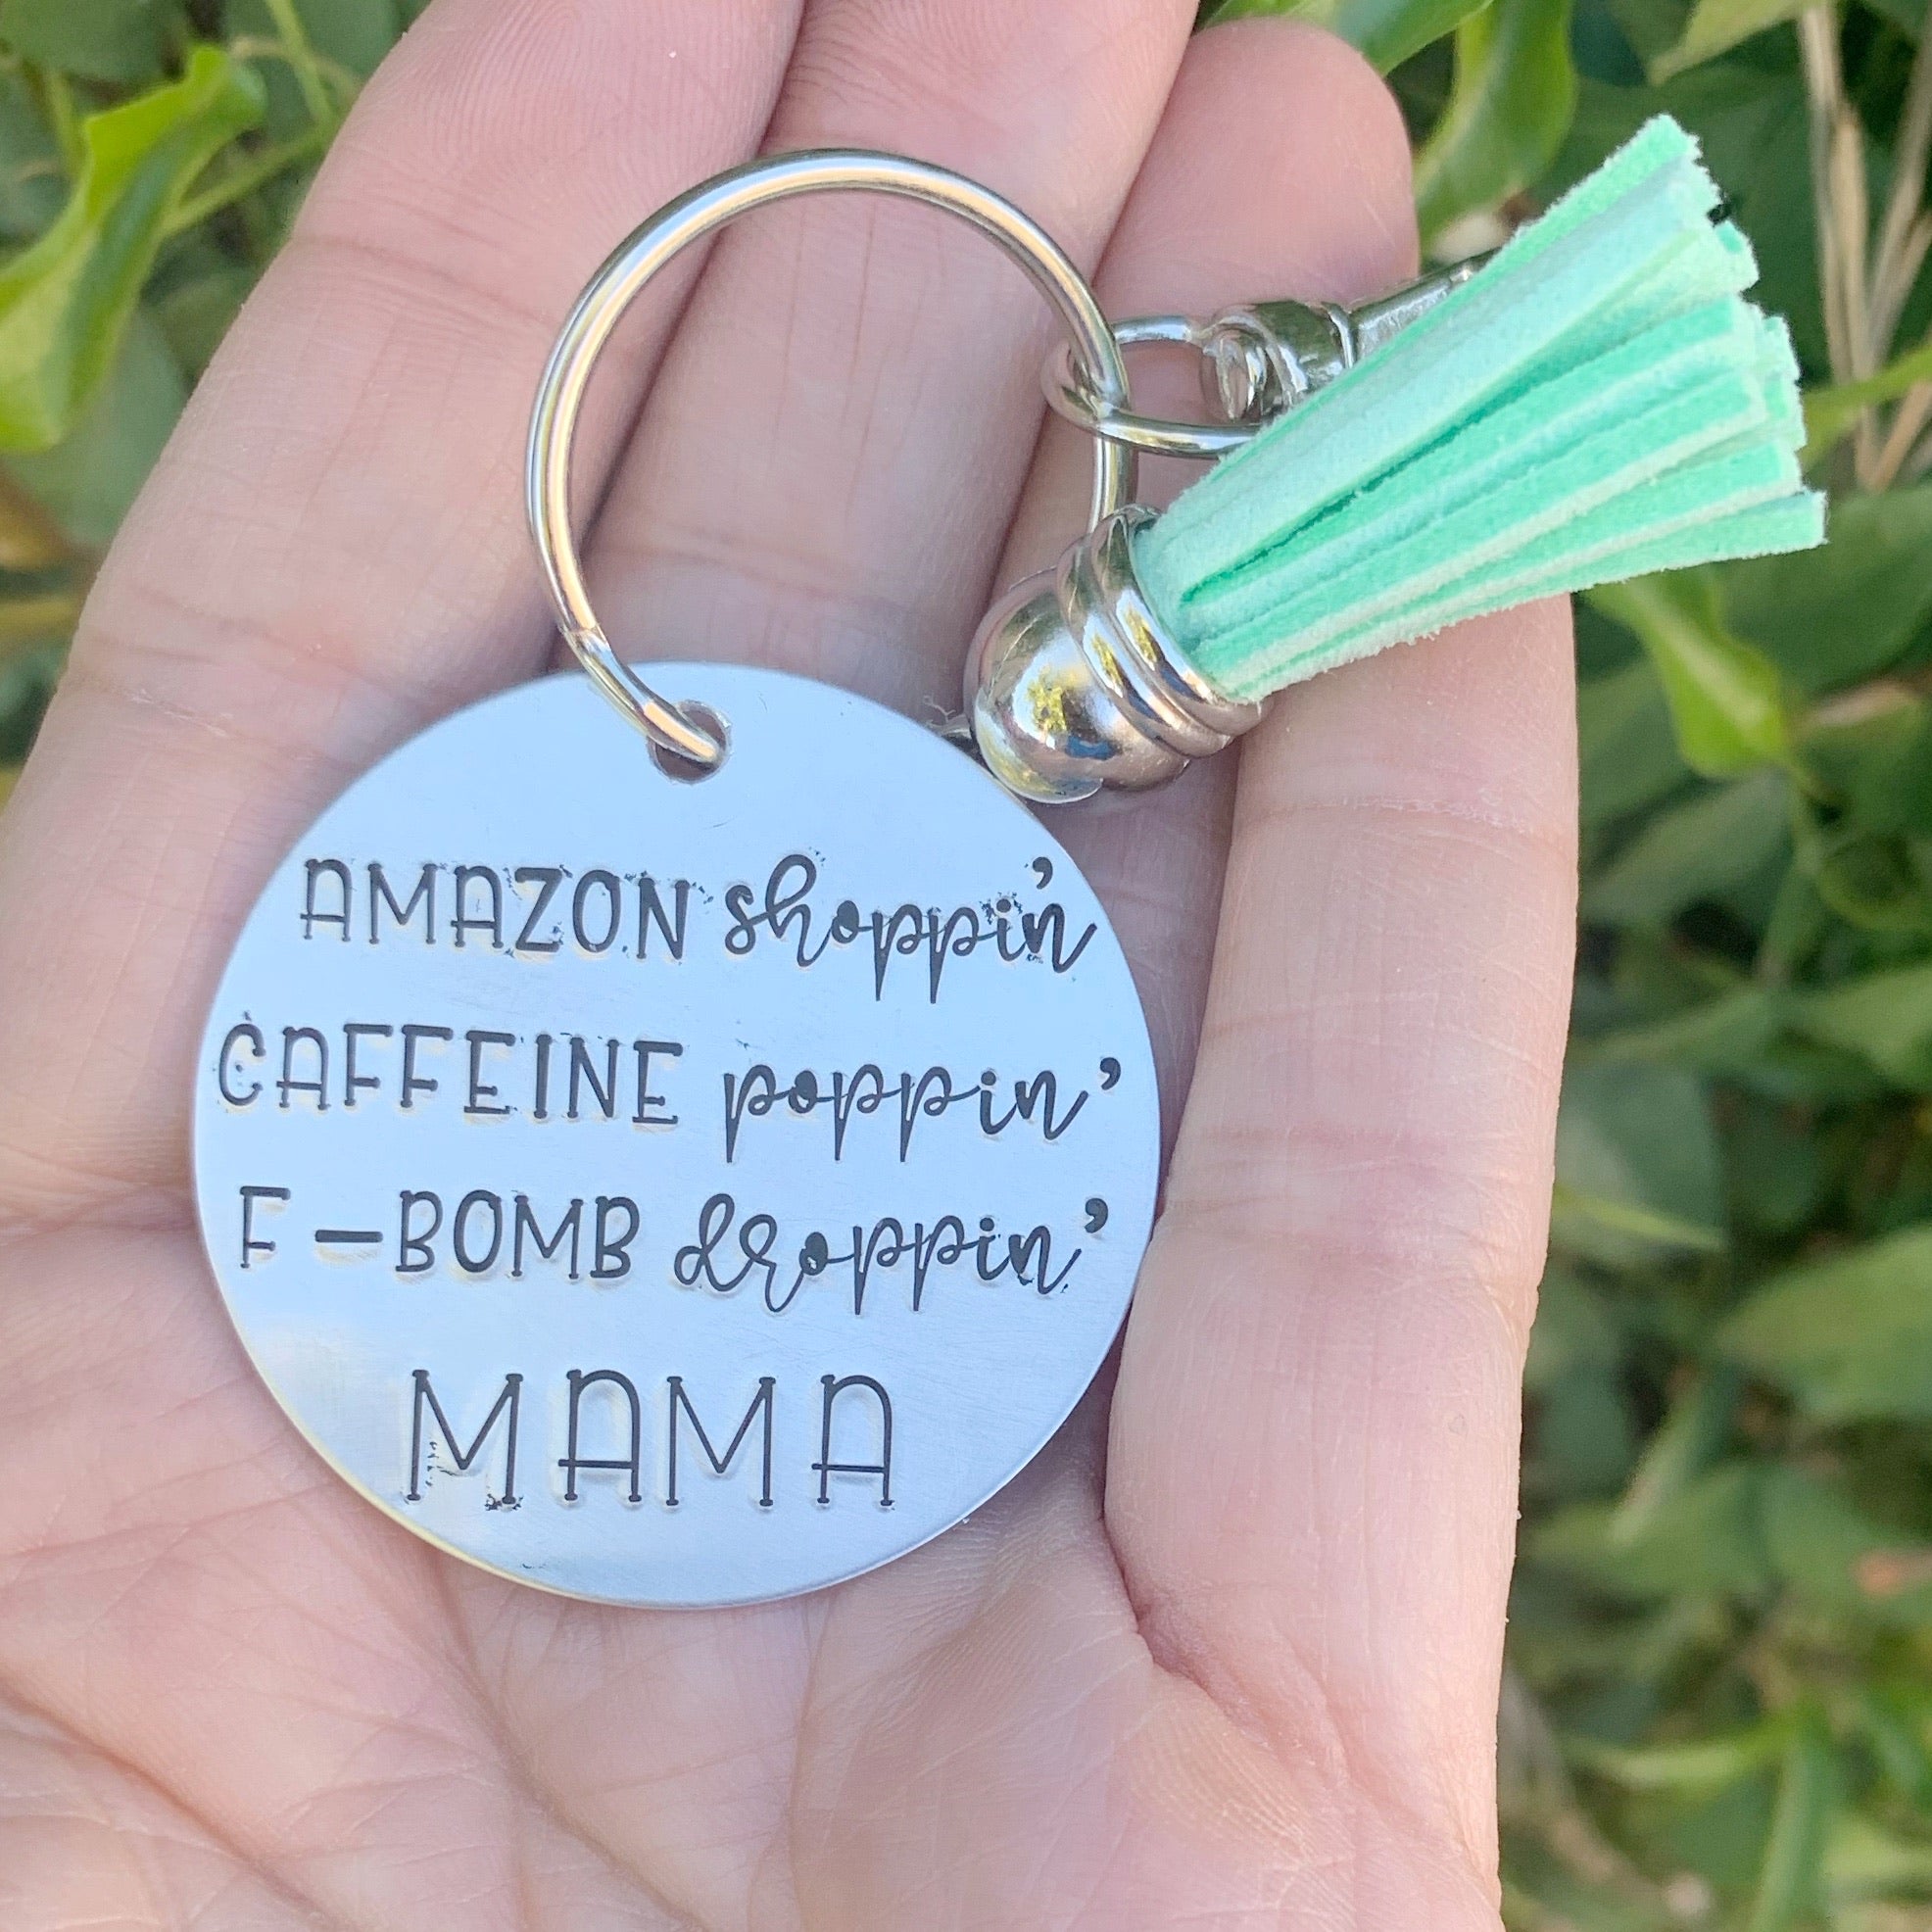 AMAZON shoppin'
CAFFEINE poppin'
F-BOMB droppin'
MAMA